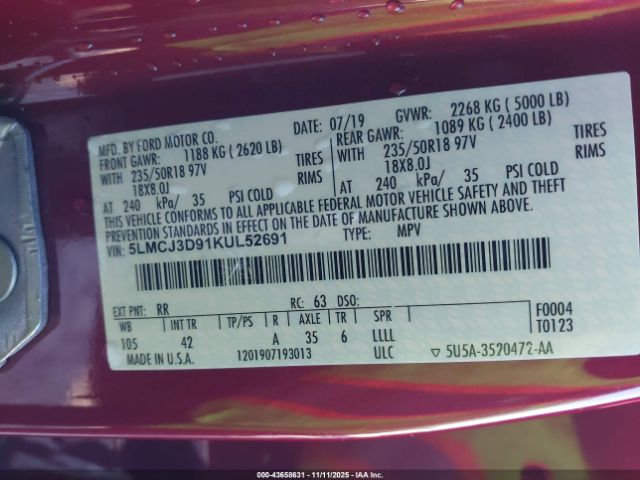 MFD. BY FORD MOTOR CO. DATE: 07/19 GVWR: 2268 KG ( 5000 LB)
FRONT GAWR: 1188 KG ( 2620 LB) REAR GAWR: 1089 KG ( 2400 LB)
WITH 235/50R18 97V TIRES WITH 235/50R18 97V TIRES
18X8.0J RIMS 18X8.0J RIMS
AT 240 kPa/ 35 PSI COLD AT 240 kPa/ 35 PSI COLD
THIS VEHICLE CONFORMS TO ALL APPLICABLE FEDERAL MOTOR VEHICLE SAFETY AND THEFT
PREVENTION STANDARDS IN EFFECT ON THE DATE OF MANUFACTURE SHOWN ABOVE.
VIN: 5LMCJ3D91KUL52691 TYPE: MPV
EXT PNT: RR RC: 63 DSO:
WB INT TR TP/PS R AXLE TR SPR F0004
105 42 A 35 6 LLLL T0123
MADE IN U.S.A. 1201907193013 ULC ▽ 5U5A-3520472-AA
000-43658631 - 11/11/2025 - IAAI.CA